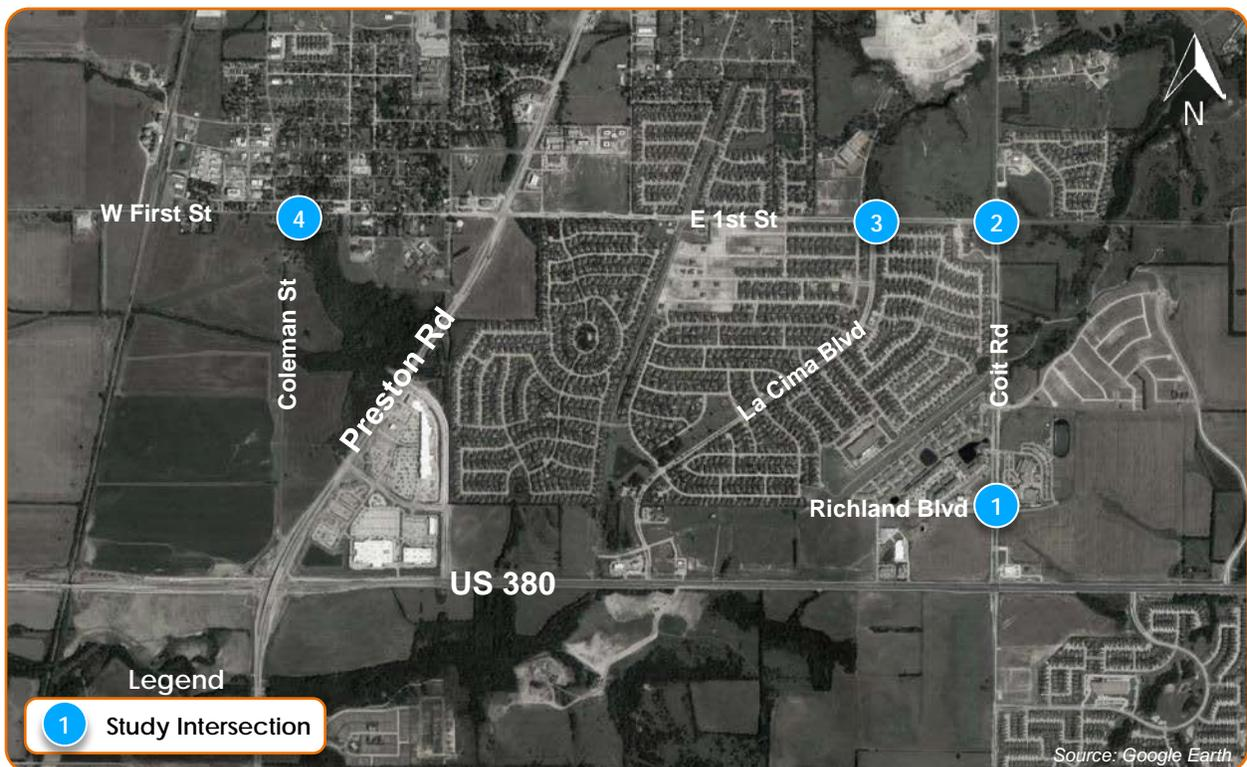 N
W First St
4
E 1st St
3
2
Coleman St
Preston Rd
La Cima Blvd
Coit Rd
Richland Blvd
1
US 380
Legend
1 Study Intersection
Source: Google Earth